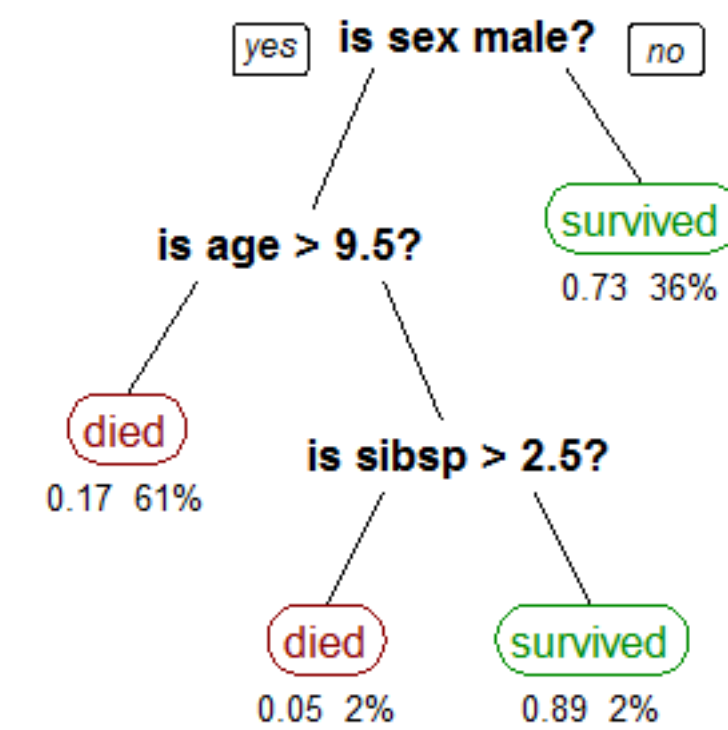 yes is sex male? no
is age > 9.5?
survived
0.73 36%
died
0.17 61%
is sibsp > 2.5?
died survived
0.05 2% 0.89 2%